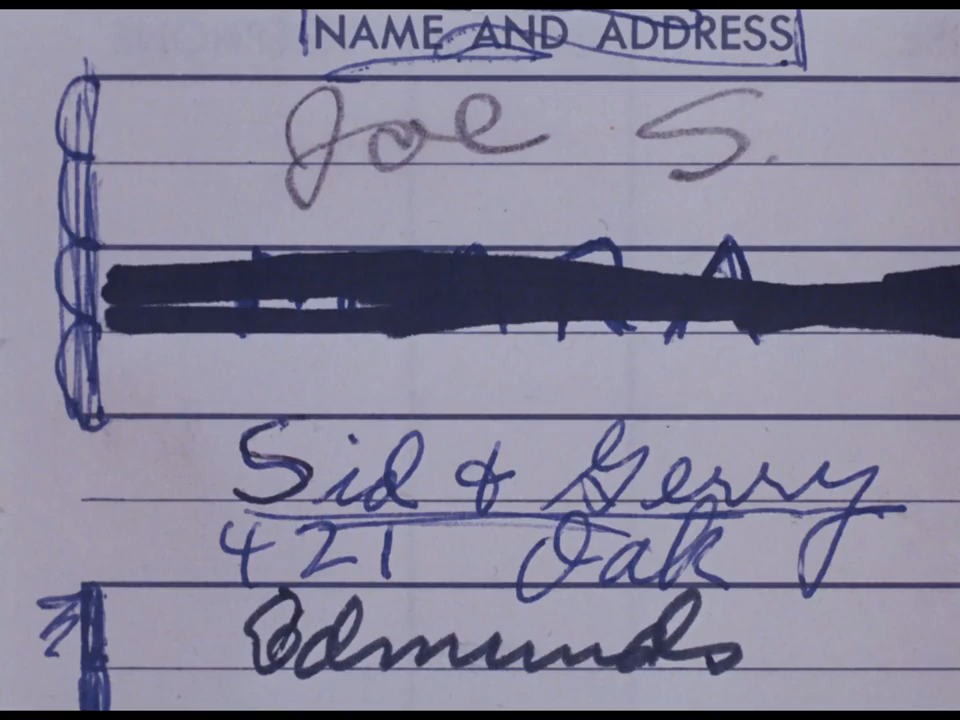 NAME AND ADDRESS
Joe S.
Sid & Gerry
421 Oak
Edmunds